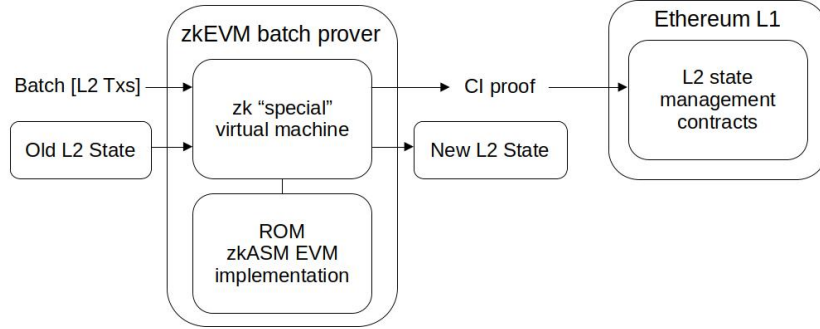 zkEVM batch prover
Ethereum L1
Batch [L2 Txs]
Old L2 State
zk “special”
virtual machine
CI proof
New L2 State
L2 state
management
contracts
ROM
zkASM EVM
implementation